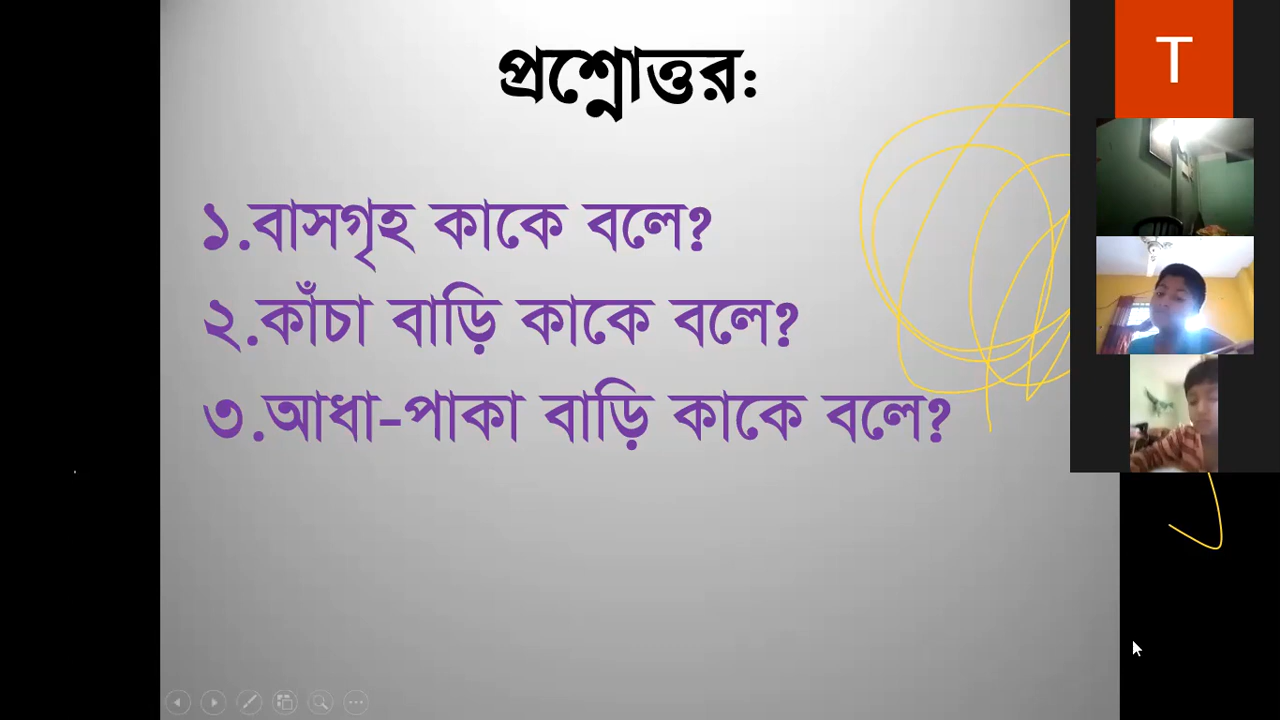 প্রশ্নোত্তর:
T
১.বাসগৃহ কাকে বলে?
২.কাঁচা বাড়ি কাকে বলে?
৩.আধা-পাকা বাড়ি কাকে বলে?